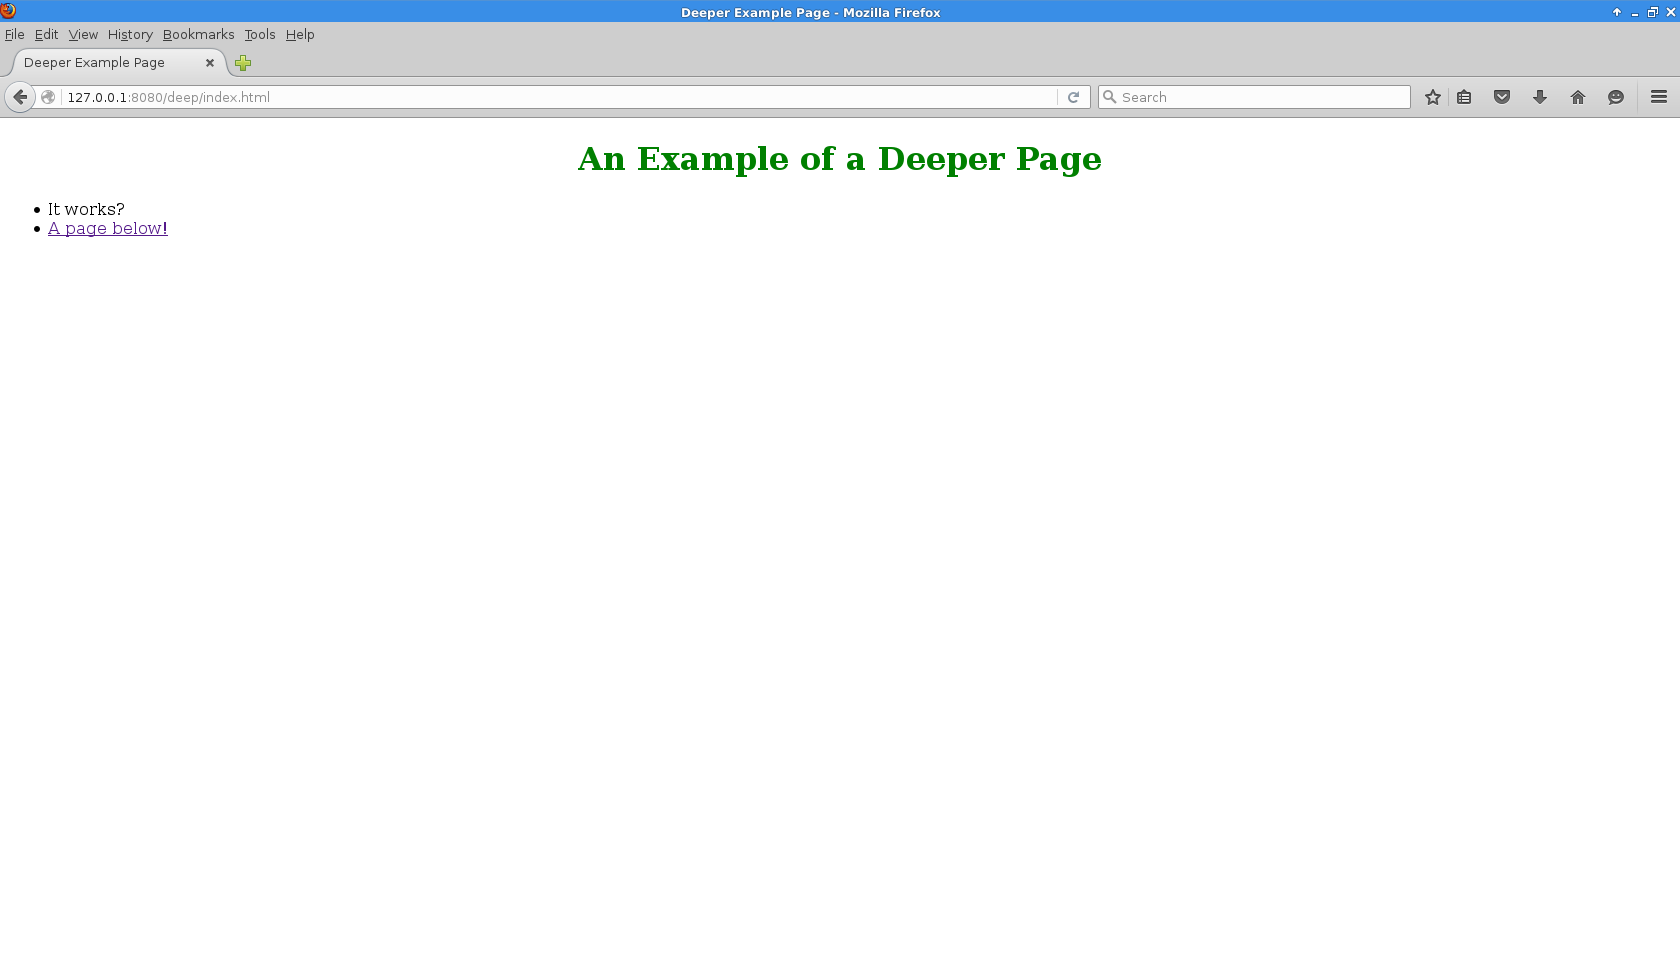 Deeper Example Page - Mozilla Firefox
File Edit View History Bookmarks Tools Help
Deeper Example Page
127.0.0.1:8080/deep/index.html
Search
An Example of a Deeper Page
It works?
A page below!